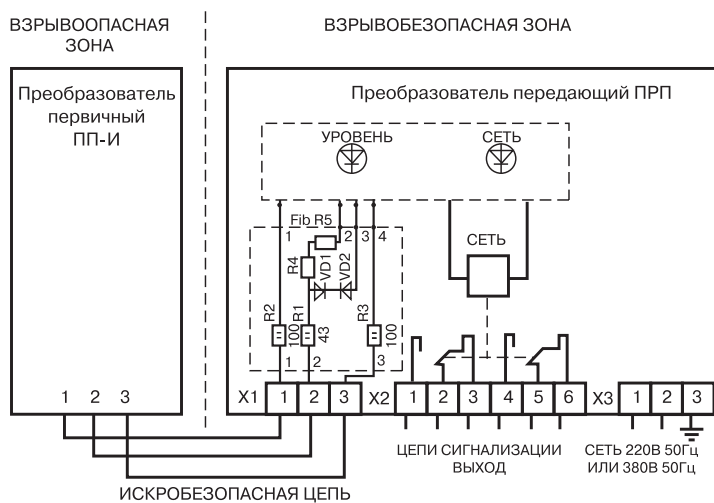 ВЗРЫВООПАСНАЯ
ЗОНА
ВЗРЫВОБЕЗОПАСНАЯ ЗОНА
Преобразователь
первичный
ПП-И
Преобразователь передающий ПРП
УРОВЕНЬ
СЕТЬ
Fib R5
1
2
3
4
СЕТЬ
R4
VD1
VD2
R2
100
R1
43
R3
100
1
2
3
1 2 3
X1
1
2
3
X2
1
2
3
4
5
6
X3
1
2
3
ЦЕПИ СИГНАЛИЗАЦИИ
ВЫХОД
СЕТЬ 220В 50Гц
ИЛИ 380В 50Гц
ИСКРОБЕЗОПАСНАЯ ЦЕПЬ